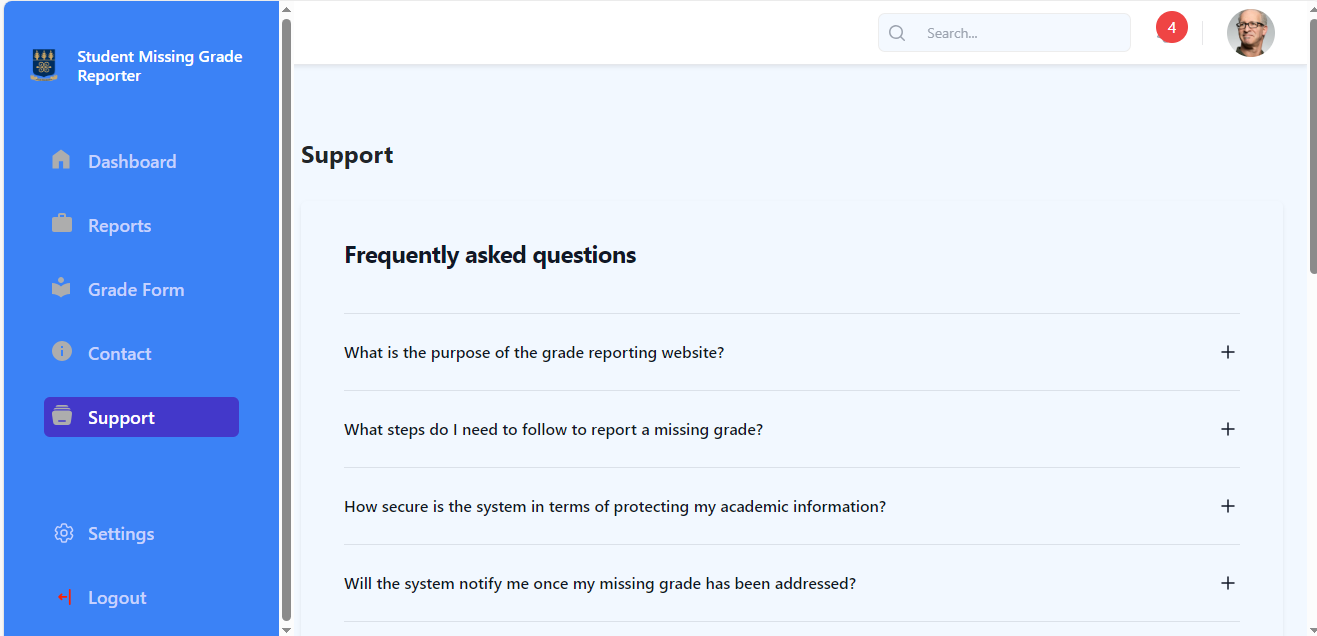 Student Missing Grade
Reporter
Dashboard
Reports
Grade Form
Contact
Support
Settings
Logout
Search...
4
Support
Frequently asked questions
What is the purpose of the grade reporting website?
What steps do I need to follow to report a missing grade?
How secure is the system in terms of protecting my academic information?
Will the system notify me once my missing grade has been addressed?